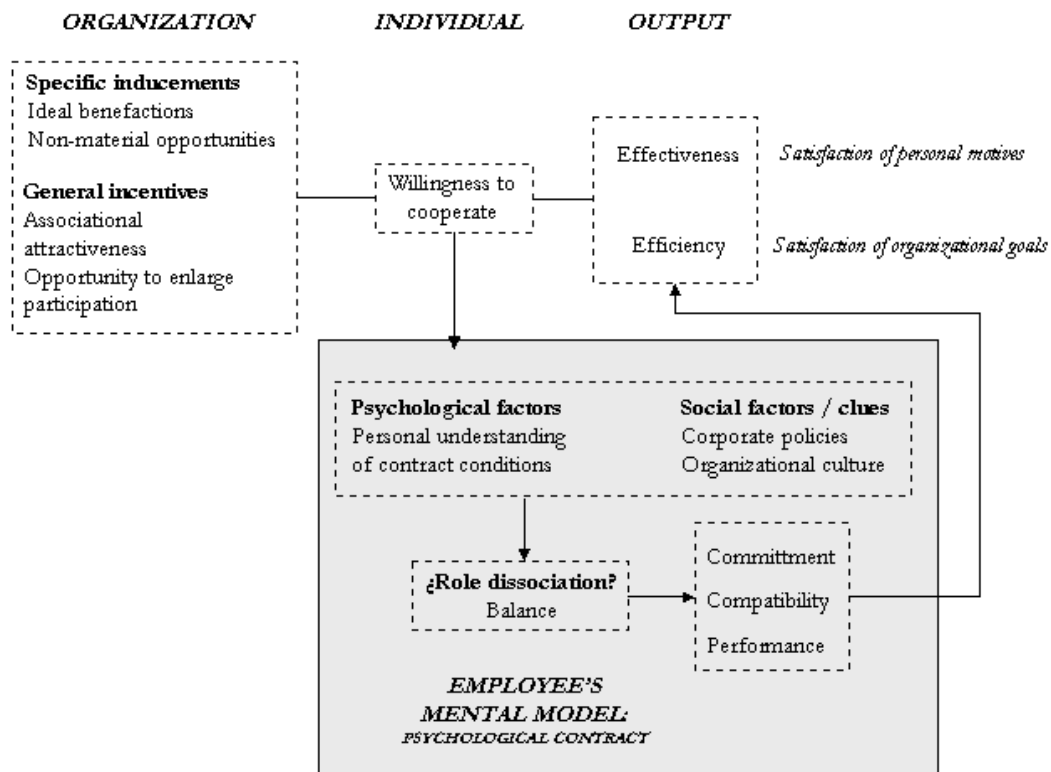 ORGANIZATION
INDIVIDUAL
OUTPUT
Specific inducements
Ideal benefactions
Non-material opportunities
General incentives
Associational
attractiveness
Opportunity to enlarge
participation
Willingness to
cooperate
Effectiveness
Satisfaction of personal motives
Efficiency
Satisfaction of organizational goals
Psychological factors
Personal understanding
of contract conditions
Social factors / clues
Corporate policies
Organizational culture
¿Role dissociation?
Balance
Committment
Compatibility
Performance
EMPLOYEE'S
MENTAL MODEL:
PSYCHOLOGICAL CONTRACT